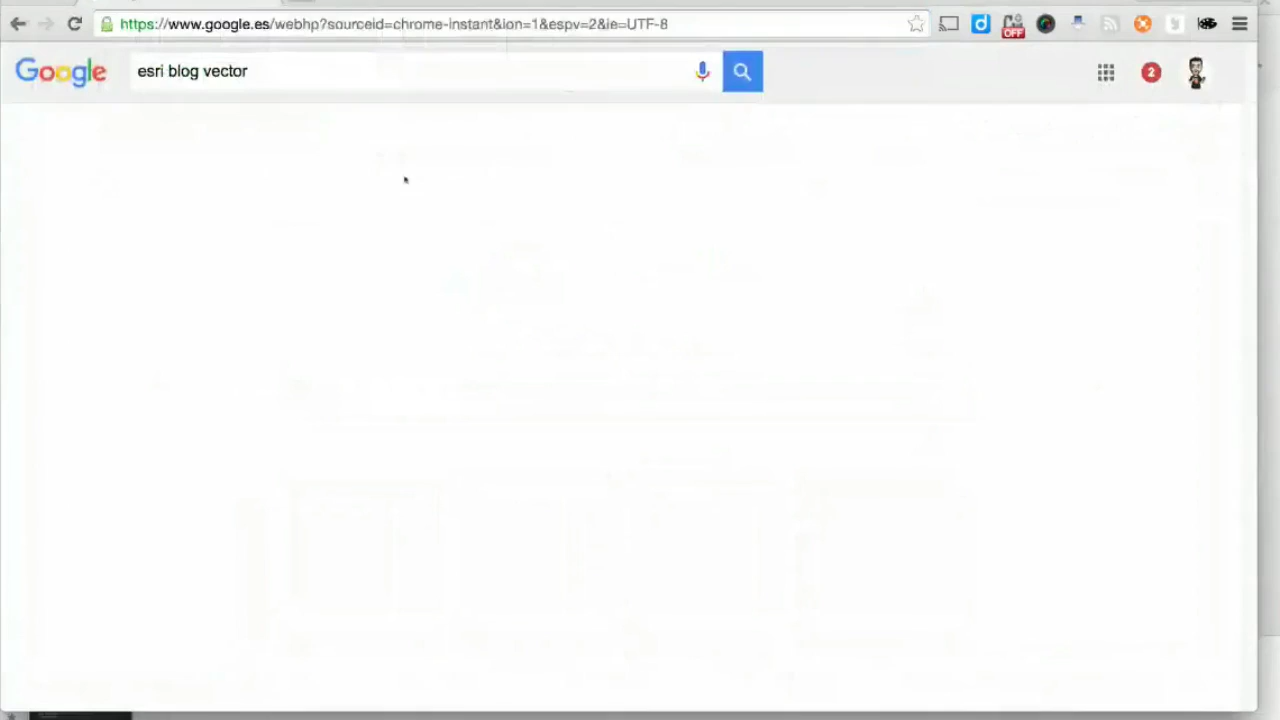 https://www.google.es/webhp?sourceid=chrome-instant&ion=1&espv=2&ie=UTF-8
OFF
Google
esri blog vector
2